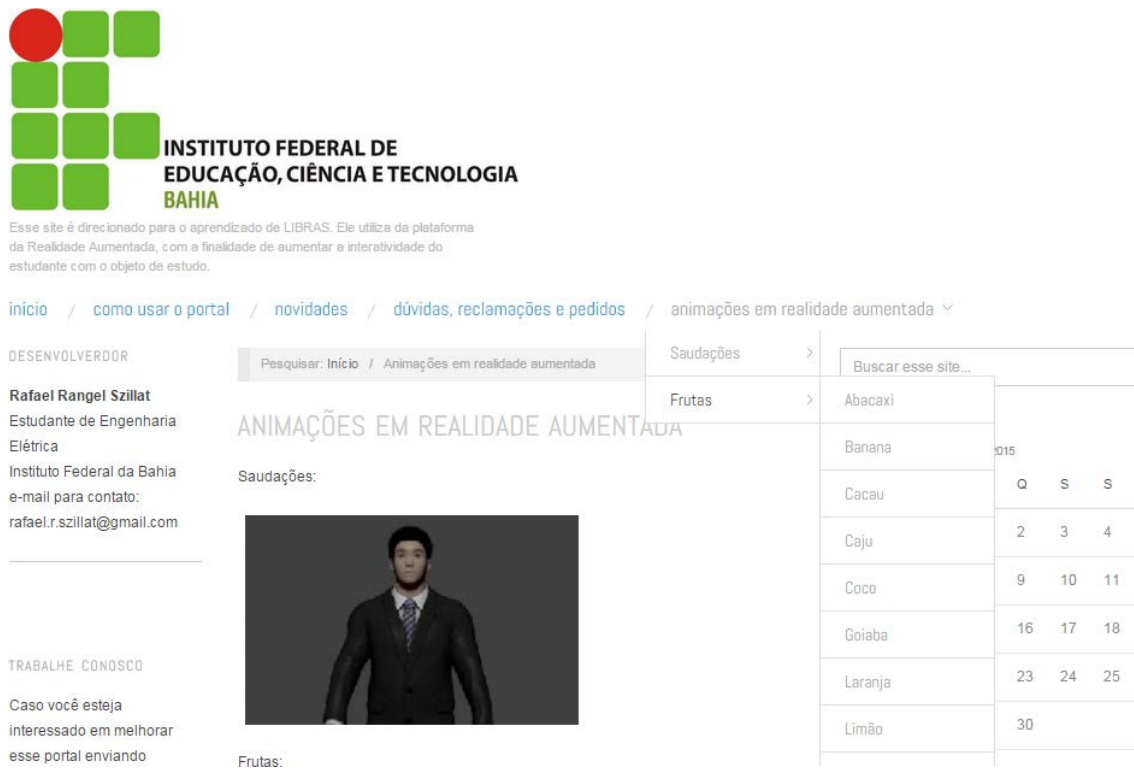 INSTITUTO FEDERAL DE
EDUCAÇÃO, CIÊNCIA E TECNOLOGIA
BAHIA
Esse site é direcionado para o aprendizado de LIBRAS. Ele utiliza da plataforma
da Realidade Aumentada, com a finalidade de aumentar a interatividade do
estudante com o objeto de estudo.
início / como usar o portal / novidades / dúvidas, reclamações e pedidos / animações em realidade aumentada
DESENVOLVERDOR
Rafael Rangel Szillat
Estudante de Engenharia
Elétrica
Instituto Federal da Bahia
e-mail para contato:
rafael.r.szillat@gmail.com
TRABALHE CONOSCO
Caso você esteja
interessado em melhorar
esse portal enviando
Pesquisar: Início / Animações em realidade aumentada
ANIMAÇÕES EM REALIDADE AUMENTADA
Saudações:
Frutas:
Saudações >
Frutas >
Abacaxi
Banana
Cacau
Caju
Coco
Goiaba
Laranja
Limão
Buscar esse site...
2015
Q S S
2 3 4
9 10 11
16 17 18
23 24 25
30